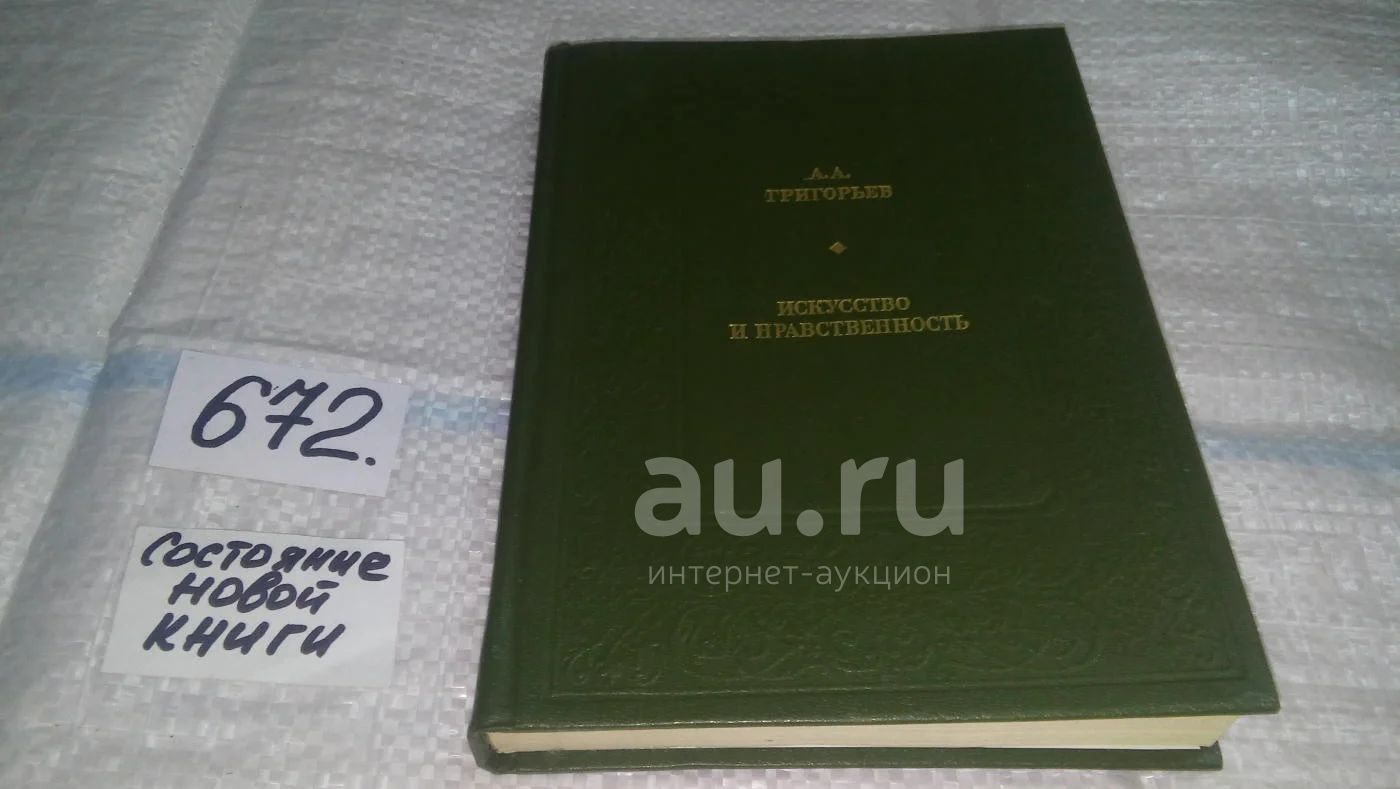 А.А.
ГРИГОРЬЕВ
ИСКУССТВО
И НРАВСТВЕННОСТЬ
672.
Состояние
новой
книги
au.ru
интернет-аукцион